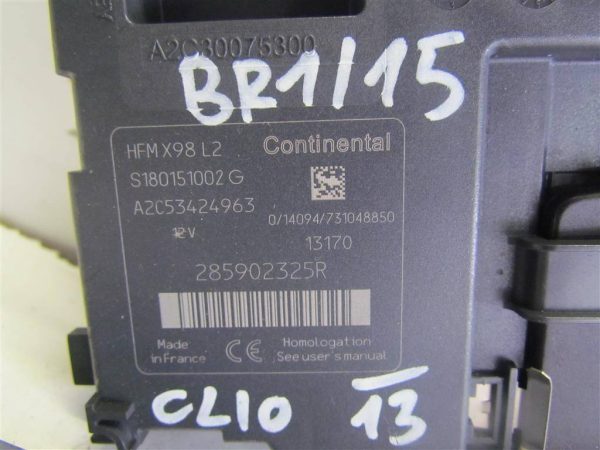 A2C30075300
BR1/15
HFM X98 L2 Continental
S180151002 G
A2C53424963
0/14094/731048850
12V
13170
285902325R
Made in France
CE
Homologation
See user's manual
CLIO 13